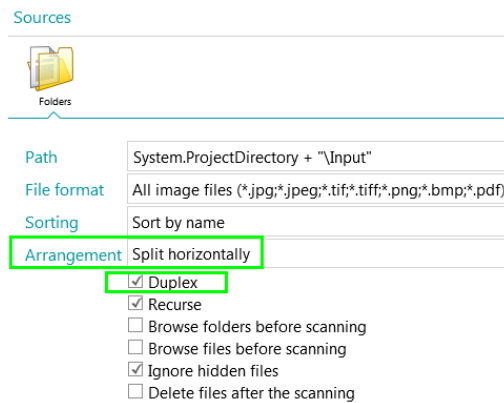 Sources
Folders
Path System.ProjectDirectory + "\Input"
File format All image files (*.jpg;*.jpeg;*.tif;*.tiff;*.png;*.bmp;*.pdf)
Sorting Sort by name
Arrangement Split horizontally
Duplex
Recurse
Browse folders before scanning
Browse files before scanning
Ignore hidden files
Delete files after the scanning